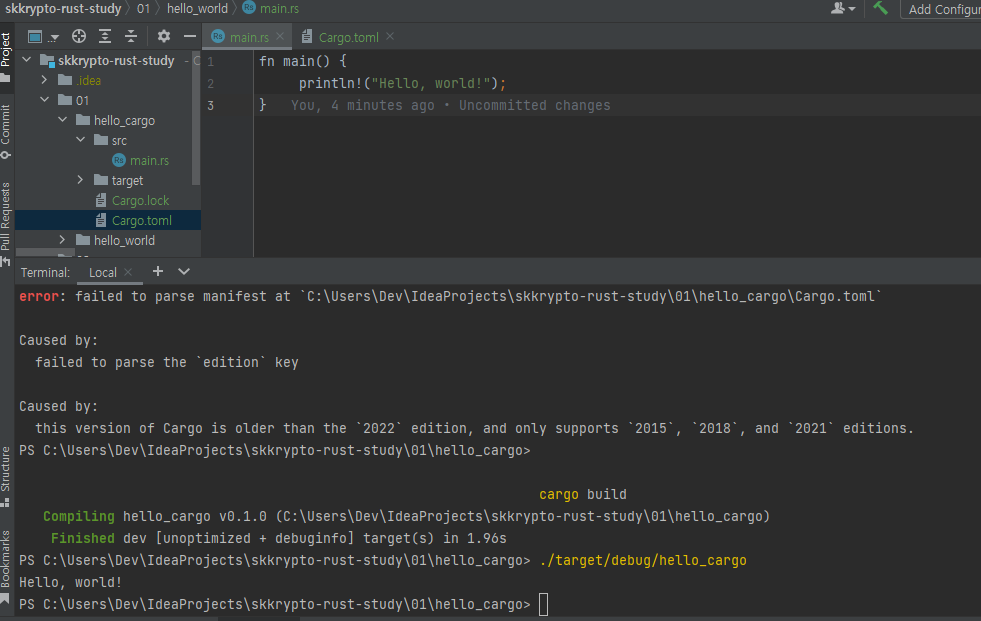 skkrypto-rust-study 〉 01 〉 hello_world 〉 main.rs
Add Configur
Project
Commit
Pull Requests
Structure
Bookmarks
main.rs
Cargo.toml
skkrypto-rust-study - C
.idea
01
hello_cargo
src
main.rs
target
Cargo.lock
Cargo.toml
hello_world
1 fn main() {
2 println!("Hello, world!");
3 } You, 4 minutes ago • Uncommitted changes
Terminal: Local
error: failed to parse manifest at `C:\Users\Dev\IdeaProjects\skkrypto-rust-study\01\hello_cargo\Cargo.toml`
Caused by:
failed to parse the `edition` key
Caused by:
this version of Cargo is older than the `2022` edition, and only supports `2015`, `2018`, and `2021` editions.
PS C:\Users\Dev\IdeaProjects\skkrypto-rust-study\01\hello_cargo>
cargo build
Compiling hello_cargo v0.1.0 (C:\Users\Dev\IdeaProjects\skkrypto-rust-study\01\hello_cargo)
Finished dev [unoptimized + debuginfo] target(s) in 1.96s
PS C:\Users\Dev\IdeaProjects\skkrypto-rust-study\01\hello_cargo> ./target/debug/hello_cargo
Hello, world!
PS C:\Users\Dev\IdeaProjects\skkrypto-rust-study\01\hello_cargo>